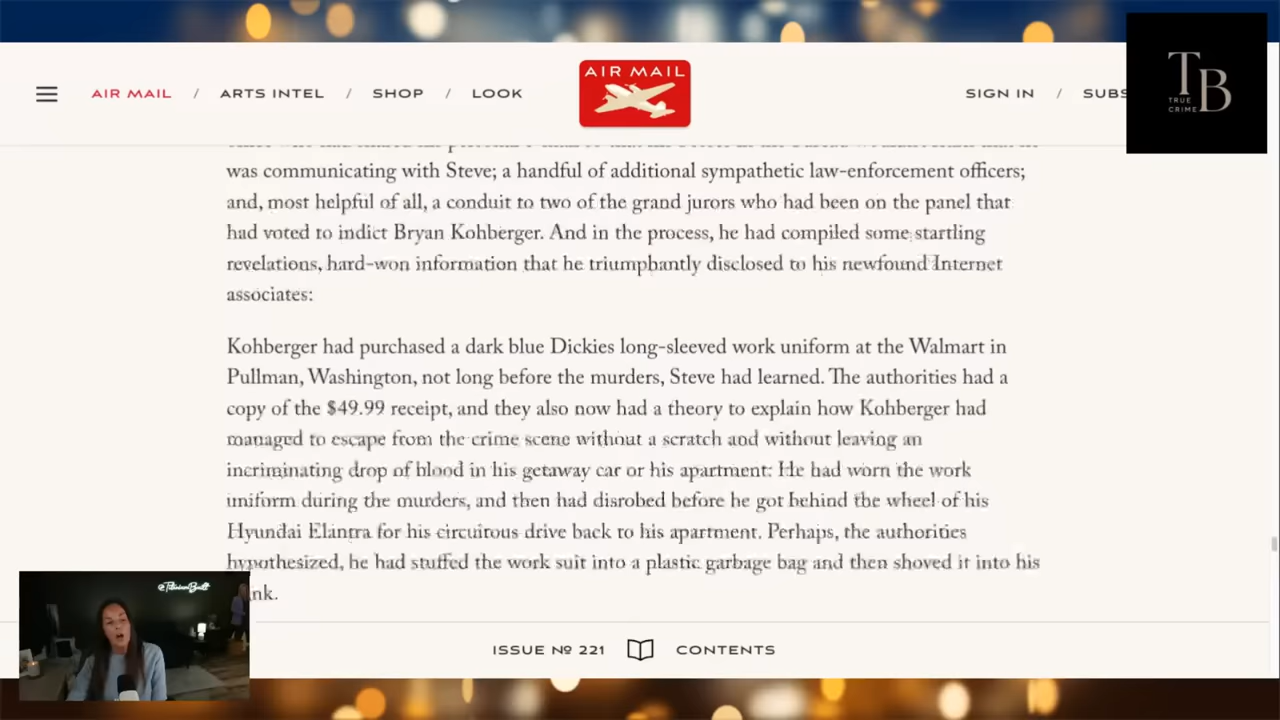 AIR MAIL / ARTS INTEL / SHOP / LOOK
AIR MAIL
SIGN IN / SUBS
TB
TRUE
CRIME
was communicating with Steve; a handful of additional sympathetic law-enforcement officers;
and, most helpful of all, a conduit to two of the grand jurors who had been on the panel that
had voted to indict Bryan Kohberger. And in the process, he had compiled some startling
revelations, hard-won information that he triumphantly disclosed to his newfound Internet
associates:
Kohberger had purchased a dark blue Dickies long-sleeved work uniform at the Walmart in
Pullman, Washington, not long before the murders, Steve had learned. The authorities had a
copy of the $49.99 receipt, and they also now had a theory to explain how Kohberger had
managed to escape from the crime scene without a scratch and without leaving an
incriminating drop of blood in his getaway car or his apartment: He had worn the work
uniform during the murders, and then had disrobed before he got behind the wheel of his
Hyundai Elantra for his circuitous drive back to his apartment. Perhaps, the authorities
hypothesized, he had stuffed the work suit into a plastic garbage bag and then shoved it into his
nk.
ISSUE Nº 221 CONTENTS